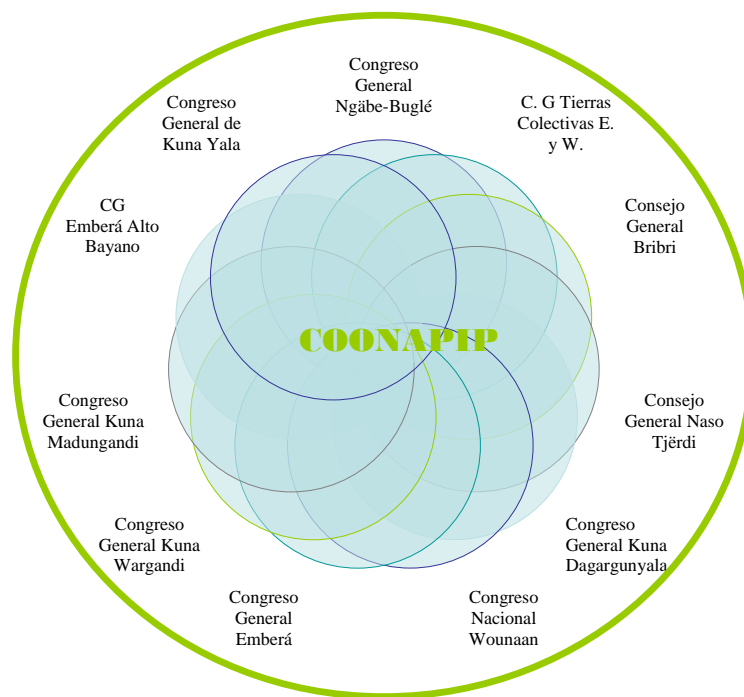 Congreso
General
Ngäbe-Buglé
C. G Tierras
Colectivas E.
y W.
Consejo
General
Bribri
Consejo
General Naso
Tjërdi
Congreso
General Kuna
Dagargunyala
Congreso
Nacional
Wounaan
Congreso
General
Emberá
Congreso
General Kuna
Wargandi
Congreso
General Kuna
Madungandi
CG
Emberá Alto
Bayano
Congreso
General de
Kuna Yala
COONAPIP